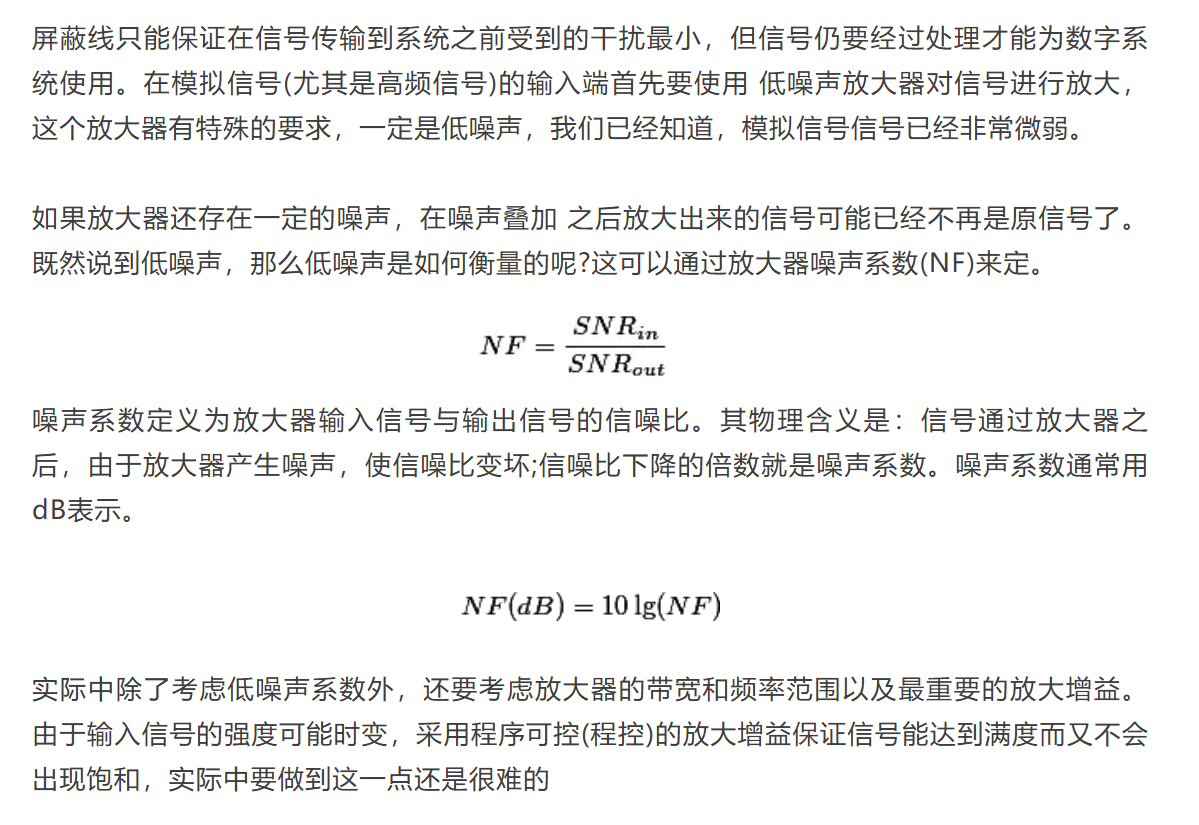 屏蔽线只能保证在信号传输到系统之前受到的干扰最小，但信号仍要经过处理才能为数字系
统使用。在模拟信号(尤其是高频信号)的输入端首先要使用 低噪声放大器对信号进行放大，
这个放大器有特殊的要求，一定是低噪声，我们已经知道，模拟信号信号已经非常微弱。
如果放大器还存在一定的噪声，在噪声叠加 之后放大出来的信号可能已经不再是原信号了。
既然说到低噪声，那么低噪声是如何衡量的呢?这可以通过放大器噪声系数(NF)来定。
NF = SNR_in / SNR_out
噪声系数定义为放大器输入信号与输出信号的信噪比。其物理含义是：信号通过放大器之
后，由于放大器产生噪声，使信噪比变坏;信噪比下降的倍数就是噪声系数。噪声系数通常用
dB表示。
NF(dB) = 10 lg(NF)
实际中除了考虑低噪声系数外，还要考虑放大器的带宽和频率范围以及最重要的放大增益。
由于输入信号的强度可能时变，采用程序可控(程控)的放大增益保证信号能达到满度而又不会
出现饱和，实际中要做到这一点还是很难的